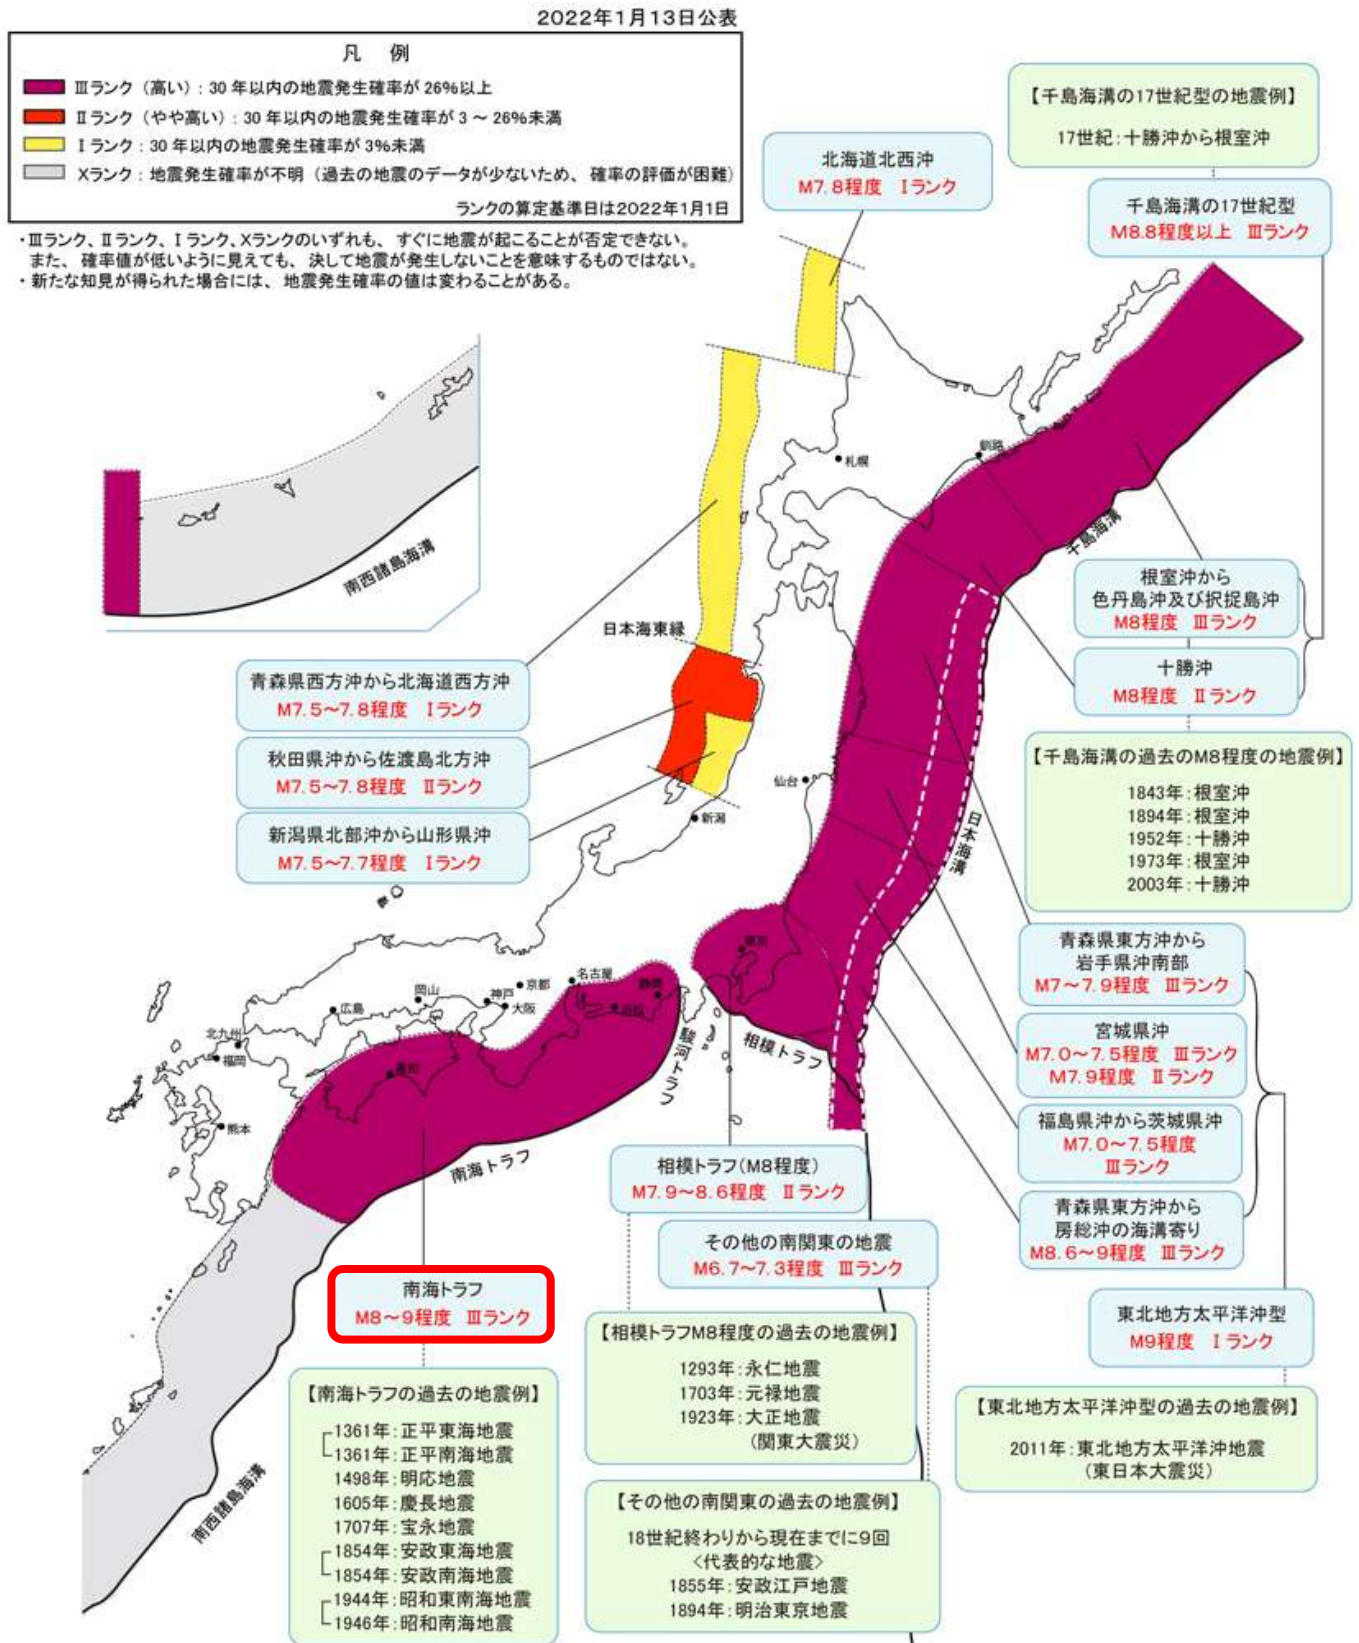 2022年1月13日公表
凡　例
Ⅲランク（高い）：30年以内の地震発生確率が26%以上
Ⅱランク（やや高い）：30年以内の地震発生確率が3～26%未満
Ⅰランク：30年以内の地震発生確率が3%未満
Xランク：地震発生確率が不明（過去の地震のデータが少ないため、確率の評価が困難）
ランクの算定基準日は2022年1月1日
・Ⅲランク、Ⅱランク、Ⅰランク、Xランクのいずれも、すぐに地震が起こることが否定できない。
また、確率値が低いように見えても、決して地震が発生しないことを意味するものではない。
・新たな知見が得られた場合には、地震発生確率の値は変わることがある。
【千島海溝の17世紀型の地震例】
17世紀：十勝沖から根室沖
北海道北西沖
M7.8程度　Ⅰランク
千島海溝の17世紀型
M8.8程度以上　Ⅲランク
札幌
釧路
千島海溝
南西諸島海溝
日本海東縁
根室沖から
色丹島沖及び択捉島沖
M8程度　Ⅲランク
十勝沖
M8程度　Ⅱランク
青森県西方沖から北海道西方沖
M7.5～7.8程度　Ⅰランク
秋田県沖から佐渡島北方沖
M7.5～7.8程度　Ⅱランク
新潟県北部沖から山形県沖
M7.5～7.7程度　Ⅰランク
仙台
新潟
日本海溝
【千島海溝の過去のM8程度の地震例】
1843年：根室沖
1894年：根室沖
1952年：十勝沖
1973年：根室沖
2003年：十勝沖
青森県東方沖から
岩手県沖南部
M7～7.9程度　Ⅲランク
宮城県沖
M7.0～7.5程度　Ⅲランク
M7.9程度　Ⅱランク
福島県沖から茨城県沖
M7.0～7.5程度
Ⅲランク
青森県東方沖から
房総沖の海溝寄り
M8.6～9程度　Ⅲランク
東京
名古屋
静岡
浜松
京都
神戸
大阪
岡山
広島
高知
北九州
福岡
熊本
駿河トラフ
相模トラフ
南海トラフ
相模トラフ(M8程度)
M7.9～8.6程度　Ⅱランク
その他の南関東の地震
M6.7～7.3程度　Ⅲランク
南海トラフ
M8～9程度　Ⅲランク
東北地方太平洋沖型
M9程度　Ⅰランク
【相模トラフM8程度の過去の地震例】
1293年：永仁地震
1703年：元禄地震
1923年：大正地震
（関東大震災）
【南海トラフの過去の地震例】
1361年：正平東海地震
1361年：正平南海地震
1498年：明応地震
1605年：慶長地震
1707年：宝永地震
1854年：安政東海地震
1854年：安政南海地震
1944年：昭和東南海地震
1946年：昭和南海地震
【東北地方太平洋沖型の過去の地震例】
2011年：東北地方太平洋沖地震
（東日本大震災）
【その他の南関東の過去の地震例】
18世紀終わりから現在までに9回
＜代表的な地震＞
1855年：安政江戸地震
1894年：明治東京地震
南西諸島海溝